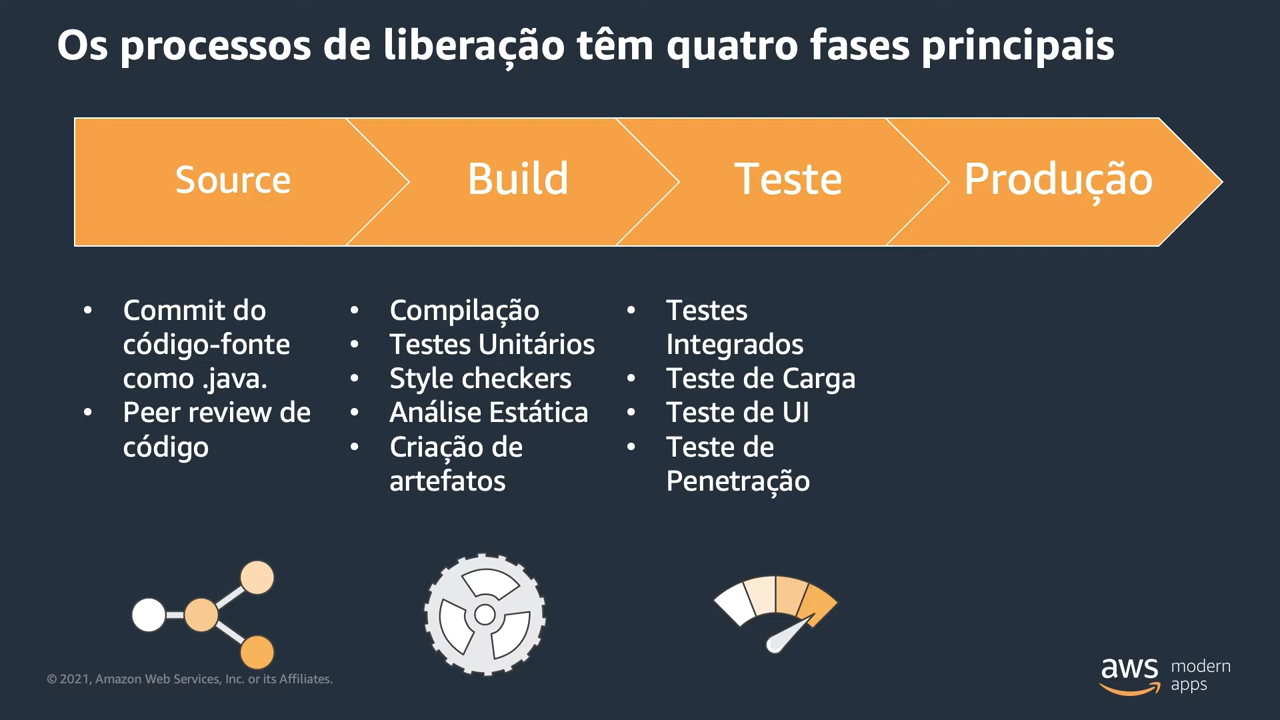 Os processos de liberação têm quatro fases principais
Source
Build
Teste
Produção
• Commit do
código-fonte
como .java.
• Peer review de
código
• Compilação
• Testes Unitários
• Style checkers
• Análise Estática
• Criação de
artefatos
• Testes
Integrados
• Teste de Carga
• Teste de UI
• Teste de
Penetração
© 2021, Amazon Web Services, Inc. or its Affiliates.
aws modern
apps